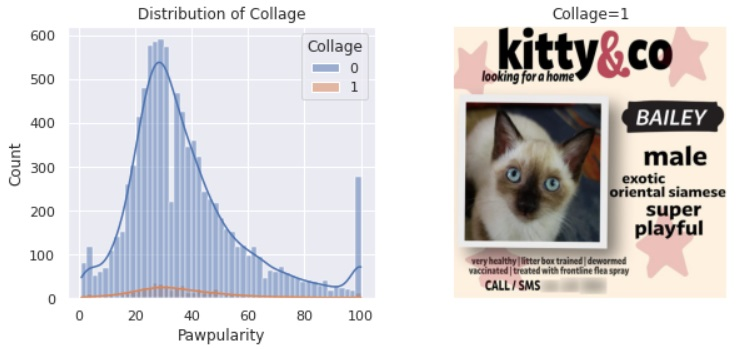 Distribution of Collage
Collage
0
1
600
500
400
300
200
100
0
Count
0 20 40 60 80 100
Pawpularity
Collage=1
kitty&co
looking for a home
BAILEY
male
exotic
oriental siamese
super
playful
very healthy | litter box trained | dewormed
vaccinated | treated with frontline flea spray
CALL / SMS